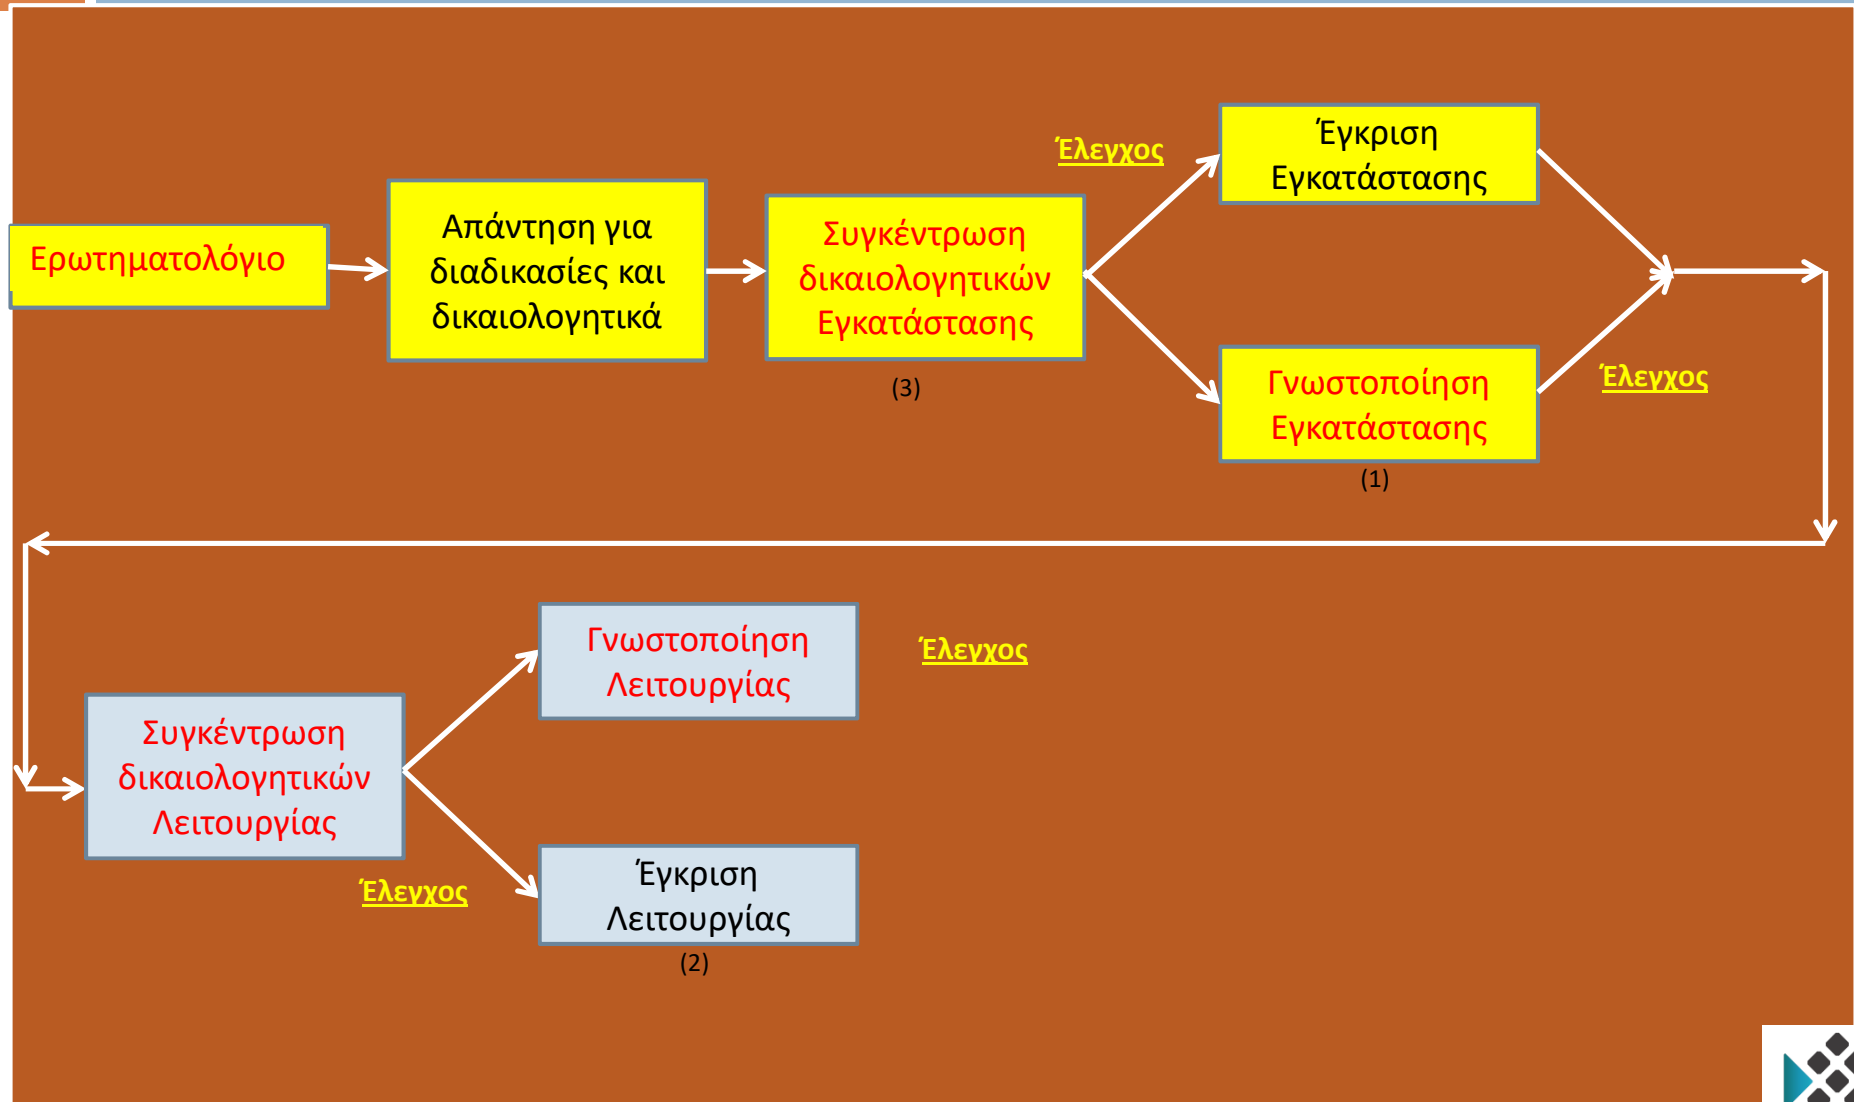 Έλεγχος
Έγκριση
Εγκατάστασης
Ερωτηματολόγιο
Απάντηση για
διαδικασίες και
δικαιολογητικά
Συγκέντρωση
δικαιολογητικών
Εγκατάστασης
(3)
Γνωστοποίηση
Εγκατάστασης
(1)
Έλεγχος
Συγκέντρωση
δικαιολογητικών
Λειτουργίας
Γνωστοποίηση
Λειτουργίας
Έλεγχος
Έλεγχος
Έγκριση
Λειτουργίας
(2)